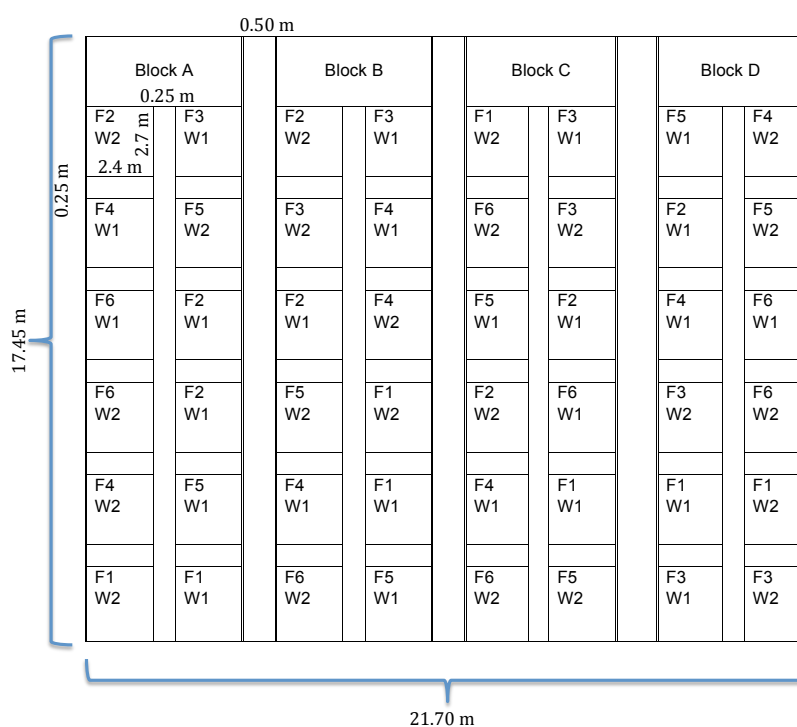 0.50 m
Block A Block B Block C Block D
0.25 m
F2 F3 F2 F3 F1 F3 F5 F4
W2 W1 W2 W1 W2 W1 W1 W2
2.7 m
2.4 m
0.25 m
F4 F5 F3 F4 F6 F3 F2 F5
W1 W2 W2 W1 W2 W2 W1 W2
F6 F2 F2 F4 F5 F2 F4 F6
W1 W1 W1 W2 W1 W1 W1 W1
17.45 m
F6 F2 F5 F1 F2 F6 F3 F6
W2 W1 W2 W2 W2 W1 W2 W2
F4 F5 F4 F1 F4 F1 F1 F1
W2 W1 W1 W1 W1 W1 W1 W2
F1 F1 F6 F5 F6 F5 F3 F3
W2 W1 W2 W1 W2 W2 W1 W2
21.70 m